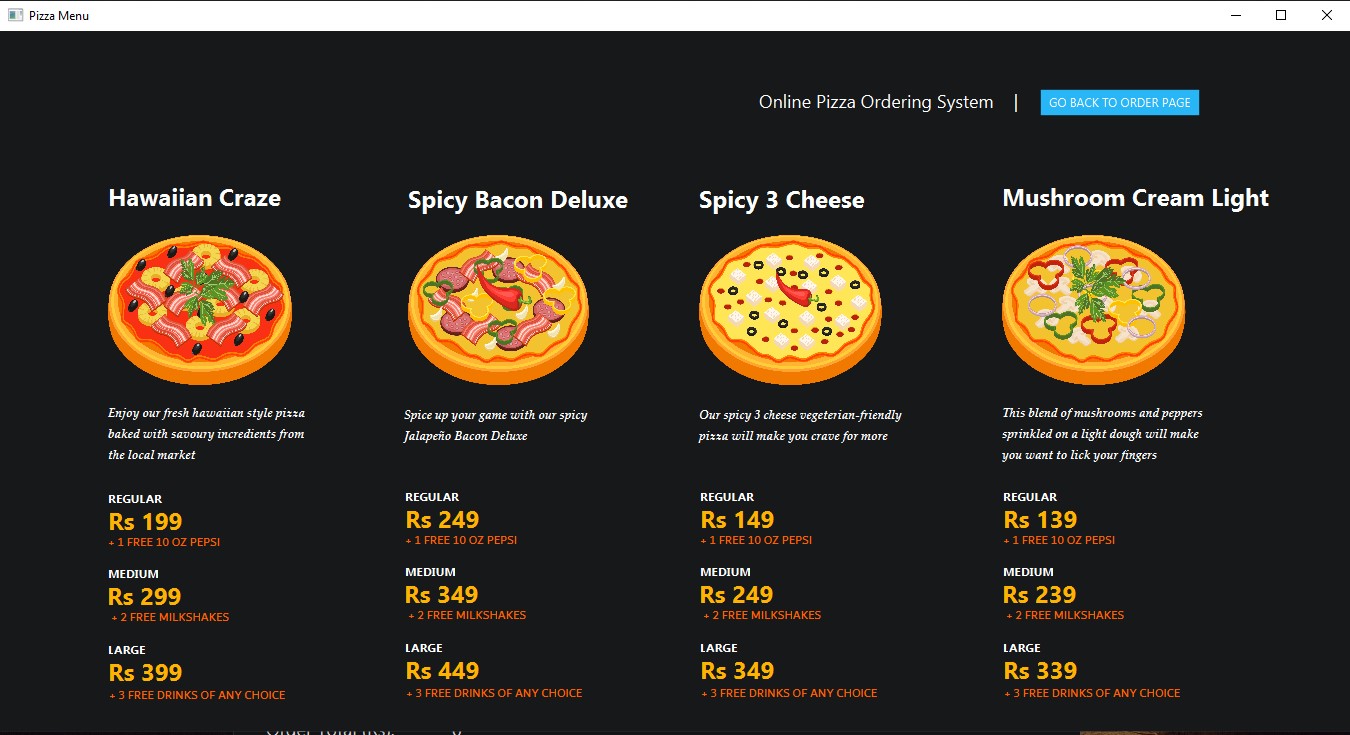 Pizza Menu
Online Pizza Ordering System | GO BACK TO ORDER PAGE
Hawaiian Craze
Enjoy our fresh hawaiian style pizza
baked with savoury incredients from
the local market
REGULAR
Rs 199
+ 1 FREE 10 OZ PEPSI
MEDIUM
Rs 299
+ 2 FREE MILKSHAKES
LARGE
Rs 399
+ 3 FREE DRINKS OF ANY CHOICE
Spicy Bacon Deluxe
Spice up your game with our spicy
Jalapeño Bacon Deluxe
REGULAR
Rs 249
+ 1 FREE 10 OZ PEPSI
MEDIUM
Rs 349
+ 2 FREE MILKSHAKES
LARGE
Rs 449
+ 3 FREE DRINKS OF ANY CHOICE
Spicy 3 Cheese
Our spicy 3 cheese vegeterian-friendly
pizza will make you crave for more
REGULAR
Rs 149
+ 1 FREE 10 OZ PEPSI
MEDIUM
Rs 249
+ 2 FREE MILKSHAKES
LARGE
Rs 349
+ 3 FREE DRINKS OF ANY CHOICE
Mushroom Cream Light
This blend of mushrooms and peppers
sprinkled on a light dough will make
you want to lick your fingers
REGULAR
Rs 139
+ 1 FREE 10 OZ PEPSI
MEDIUM
Rs 239
+ 2 FREE MILKSHAKES
LARGE
Rs 339
+ 3 FREE DRINKS OF ANY CHOICE